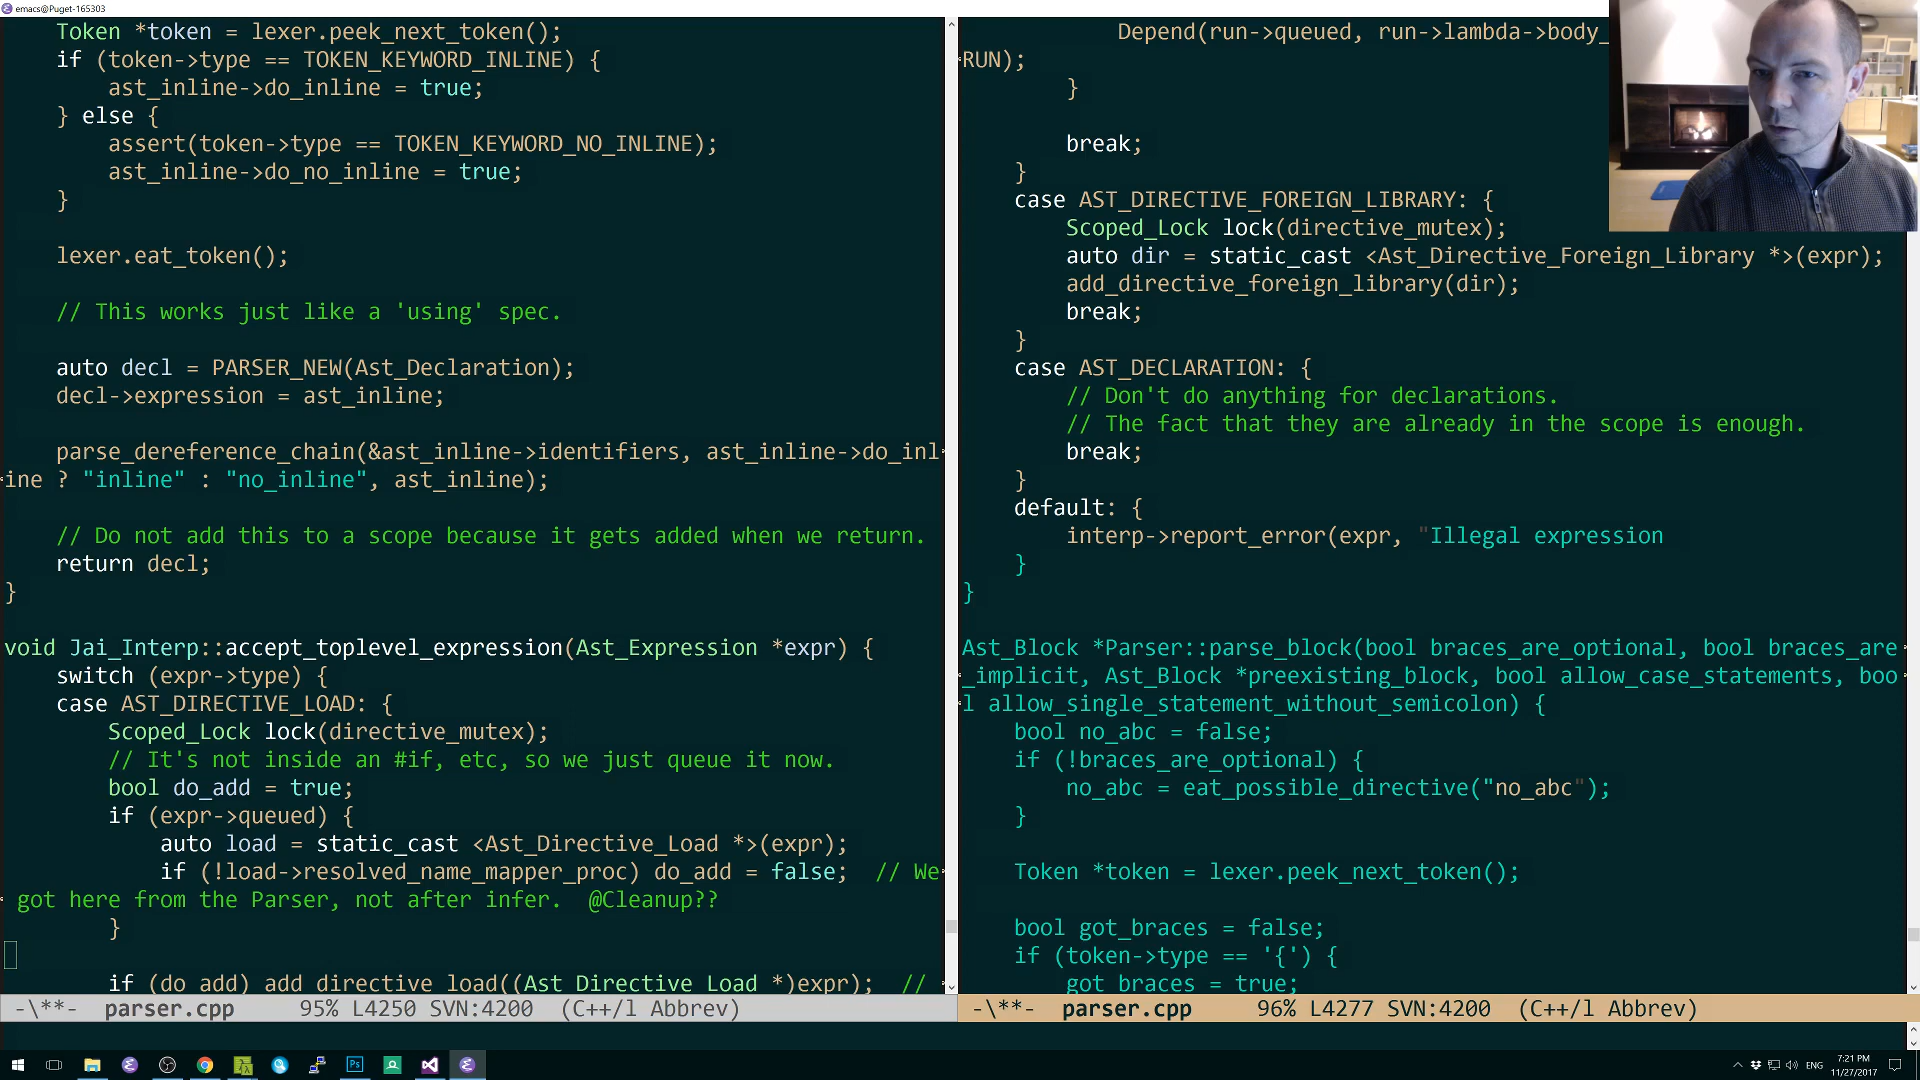 emacs@Puget-165303
Token *token = lexer.peek_next_token();
if (token->type == TOKEN_KEYWORD_INLINE) {
ast_inline->do_inline = true;
} else {
assert(token->type == TOKEN_KEYWORD_NO_INLINE);
ast_inline->do_no_inline = true;
}
lexer.eat_token();
// This works just like a 'using' spec.
auto decl = PARSER_NEW(Ast_Declaration);
decl->expression = ast_inline;
parse_dereference_chain(&ast_inline->identifiers, ast_inline->do_inl
ine ? "inline" : "no_inline", ast_inline);
// Do not add this to a scope because it gets added when we return.
return decl;
}
void Jai_Interp::accept_toplevel_expression(Ast_Expression *expr) {
switch (expr->type) {
case AST_DIRECTIVE_LOAD: {
Scoped_Lock lock(directive_mutex);
// It's not inside an #if, etc, so we just queue it now.
bool do_add = true;
if (expr->queued) {
auto load = static_cast <Ast_Directive_Load *>(expr);
if (!load->resolved_name_mapper_proc) do_add = false;  // We
got here from the Parser, not after infer.  @Cleanup??
}
if (do_add) add_directive_load((Ast_Directive_Load *)expr);  //
-\**-  parser.cpp     95% L4250 SVN:4200  (C++/l Abbrev)
Depend(run->queued, run->lambda->body_
RUN);
}
break;
}
case AST_DIRECTIVE_FOREIGN_LIBRARY: {
Scoped_Lock lock(directive_mutex);
auto dir = static_cast <Ast_Directive_Foreign_Library *>(expr);
add_directive_foreign_library(dir);
break;
}
case AST_DECLARATION: {
// Don't do anything for declarations.
// The fact that they are already in the scope is enough.
break;
}
default: {
interp->report_error(expr, "Illegal expression
}
}
Ast_Block *Parser::parse_block(bool braces_are_optional, bool braces_are
_implicit, Ast_Block *preexisting_block, bool allow_case_statements, boo
l allow_single_statement_without_semicolon) {
bool no_abc = false;
if (!braces_are_optional) {
no_abc = eat_possible_directive("no_abc");
}
Token *token = lexer.peek_next_token();
bool got_braces = false;
if (token->type == '{') {
got_braces = true;
-\**-  parser.cpp     96% L4277 SVN:4200  (C++/l Abbrev)
Ps
ENG
7:21 PM
11/27/2017